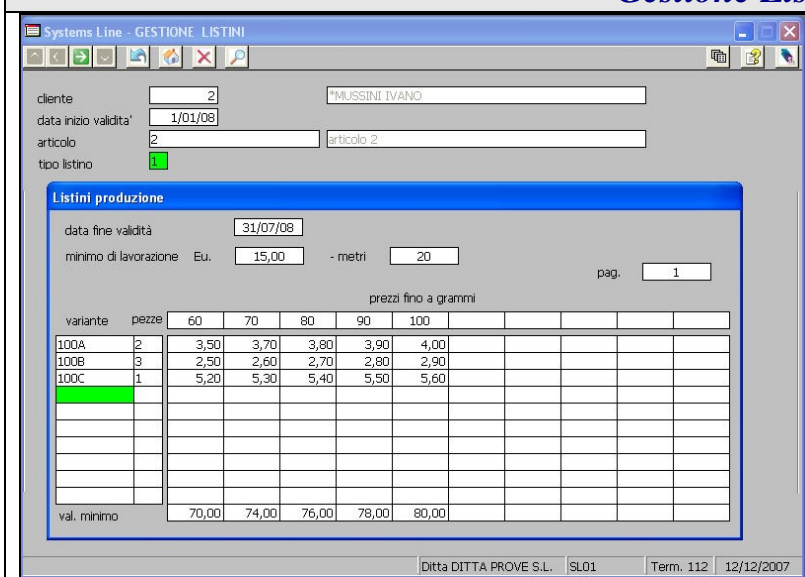 Systems Line - GESTIONE LISTINI
cliente 2 *MUSSINI IVANO
data inizio validita' 1/01/08
articolo 2 articolo 2
tipo listino 1
Listini produzione
data fine validità 31/07/08
minimo di lavorazione Eu. 15,00 - metri 20
pag. 1
prezzi fino a grammi
variante pezze 60 70 80 90 100
100A 2 3,50 3,70 3,80 3,90 4,00
100B 3 2,50 2,60 2,70 2,80 2,90
100C 1 5,20 5,30 5,40 5,50 5,60
val. minimo 70,00 74,00 76,00 78,00 80,00
Ditta DITTA PROVE S.L. SL01 Term. 112 12/12/2007